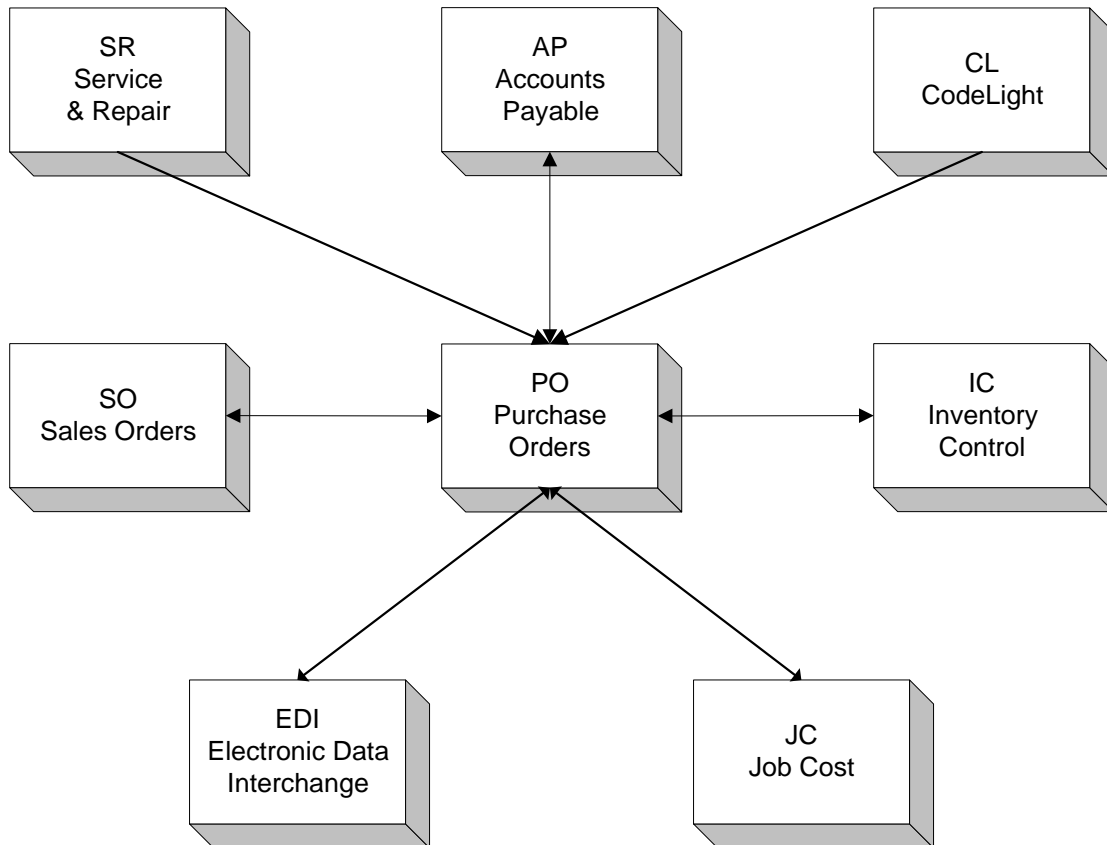 SR
Service
& Repair
AP
Accounts
Payable
CL
CodeLight
SO
Sales Orders
PO
Purchase
Orders
IC
Inventory
Control
EDI
Electronic Data
Interchange
JC
Job Cost